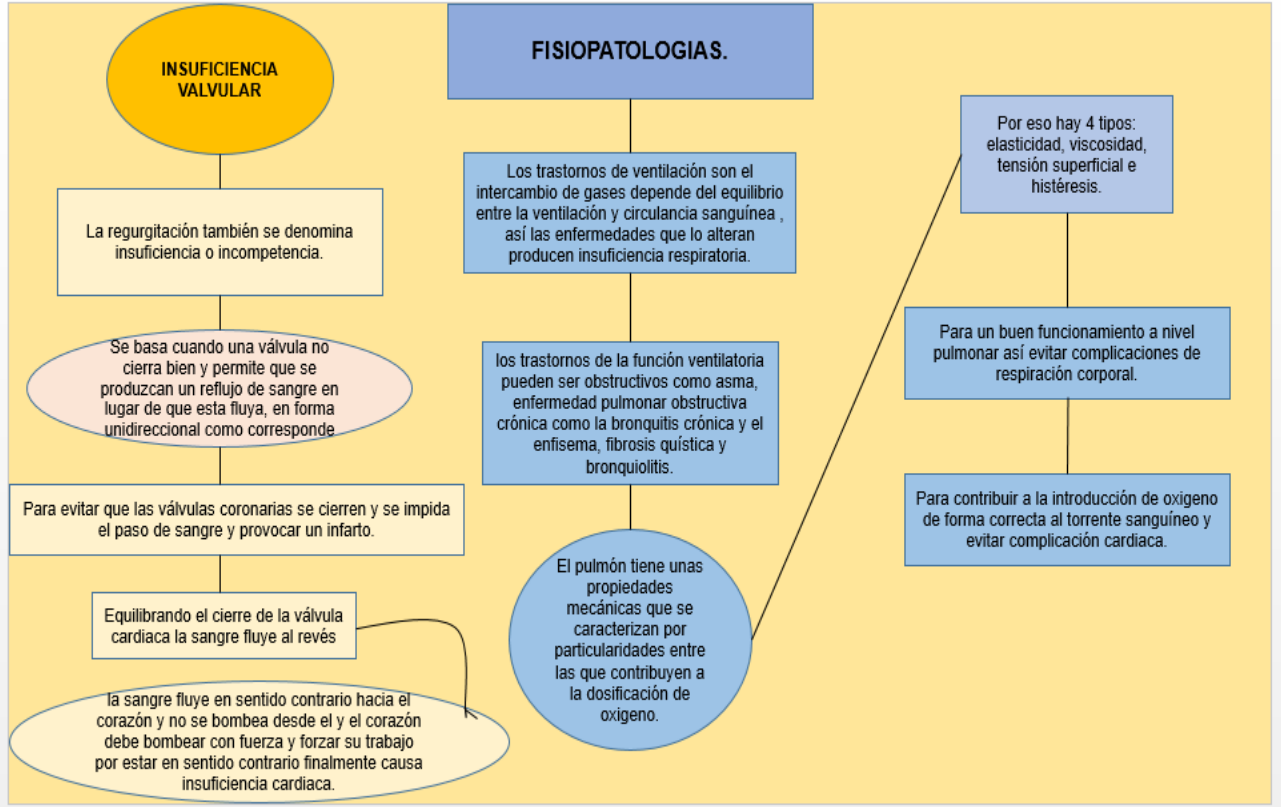 INSUFICIENCIA
VALVULAR
La regurgitación también se denomina
insuficiencia o incompetencia.
Se basa cuando una válvula no
cierra bien y permite que se
produzcan un reflujo de sangre en
lugar de que esta fluya, en forma
unidireccional como corresponde
Para evitar que las válvulas coronarias se cierren y se impida
el paso de sangre y provocar un infarto.
Equilibrando el cierre de la válvula
cardiaca la sangre fluye al revés
la sangre fluye en sentido contrario hacia el
corazón y no se bombea desde el y el corazón
debe bombear con fuerza y forzar su trabajo
por estar en sentido contrario finalmente causa
insuficiencia cardiaca.
FISIOPATOLOGIAS.
Los trastornos de ventilación son el
intercambio de gases depende del equilibrio
entre la ventilación y circulancia sanguínea ,
así las enfermedades que lo alteran
producen insuficiencia respiratoria.
los trastornos de la función ventilatoria
pueden ser obstructivos como asma,
enfermedad pulmonar obstructiva
crónica como la bronquitis crónica y el
enfisema, fibrosis quística y
bronquiolitis.
El pulmón tiene unas
propiedades
mecánicas que se
caracterizan por
particularidades entre
las que contribuyen a
la dosificación de
oxigeno.
Por eso hay 4 tipos:
elasticidad, viscosidad,
tensión superficial e
histéresis.
Para un buen funcionamiento a nivel
pulmonar así evitar complicaciones de
respiración corporal.
Para contribuir a la introducción de oxigeno
de forma correcta al torrente sanguíneo y
evitar complicación cardiaca.